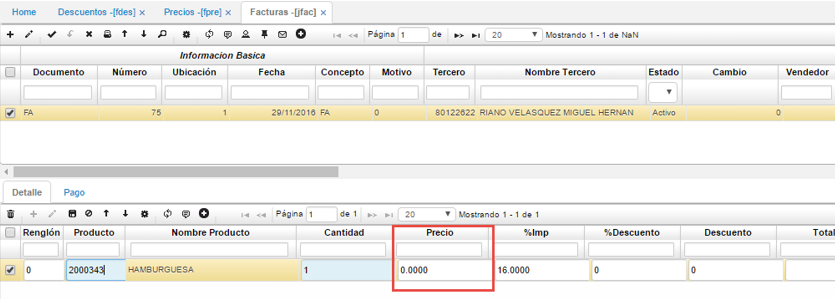 Home Descuentos -[fdes] Precios -[fpre] Facturas -[jfac]
Página 1 de 20 Mostrando 1 - 1 de NaN
Informacion Basica
Documento Número Ubicación Fecha Concepto Motivo Tercero Nombre Tercero Estado Cambio Vendedor
FA 75 1 29/11/2016 FA 0 80122622 RIANO VELASQUEZ MIGUEL HERNAN Activo 0
Detalle Pago
Página 1 de 1 20 Mostrando 1 - 1 de 1
Renglón Producto Nombre Producto Cantidad Precio %Imp %Descuento Descuento Total
0 2000343 HAMBURGUESA 1 0.0000 16.0000 0 0